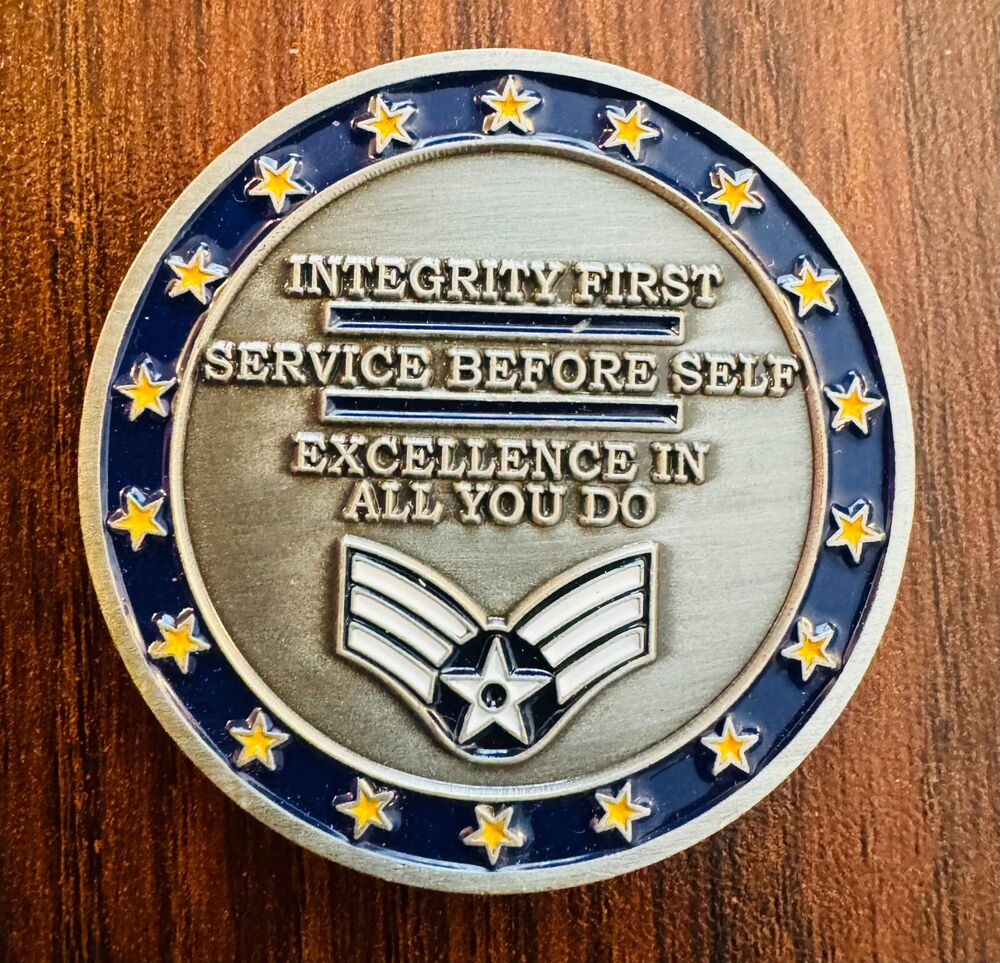 INTEGRITY FIRST
SERVICE BEFORE SELF
EXCELLENCE IN
ALL YOU DO